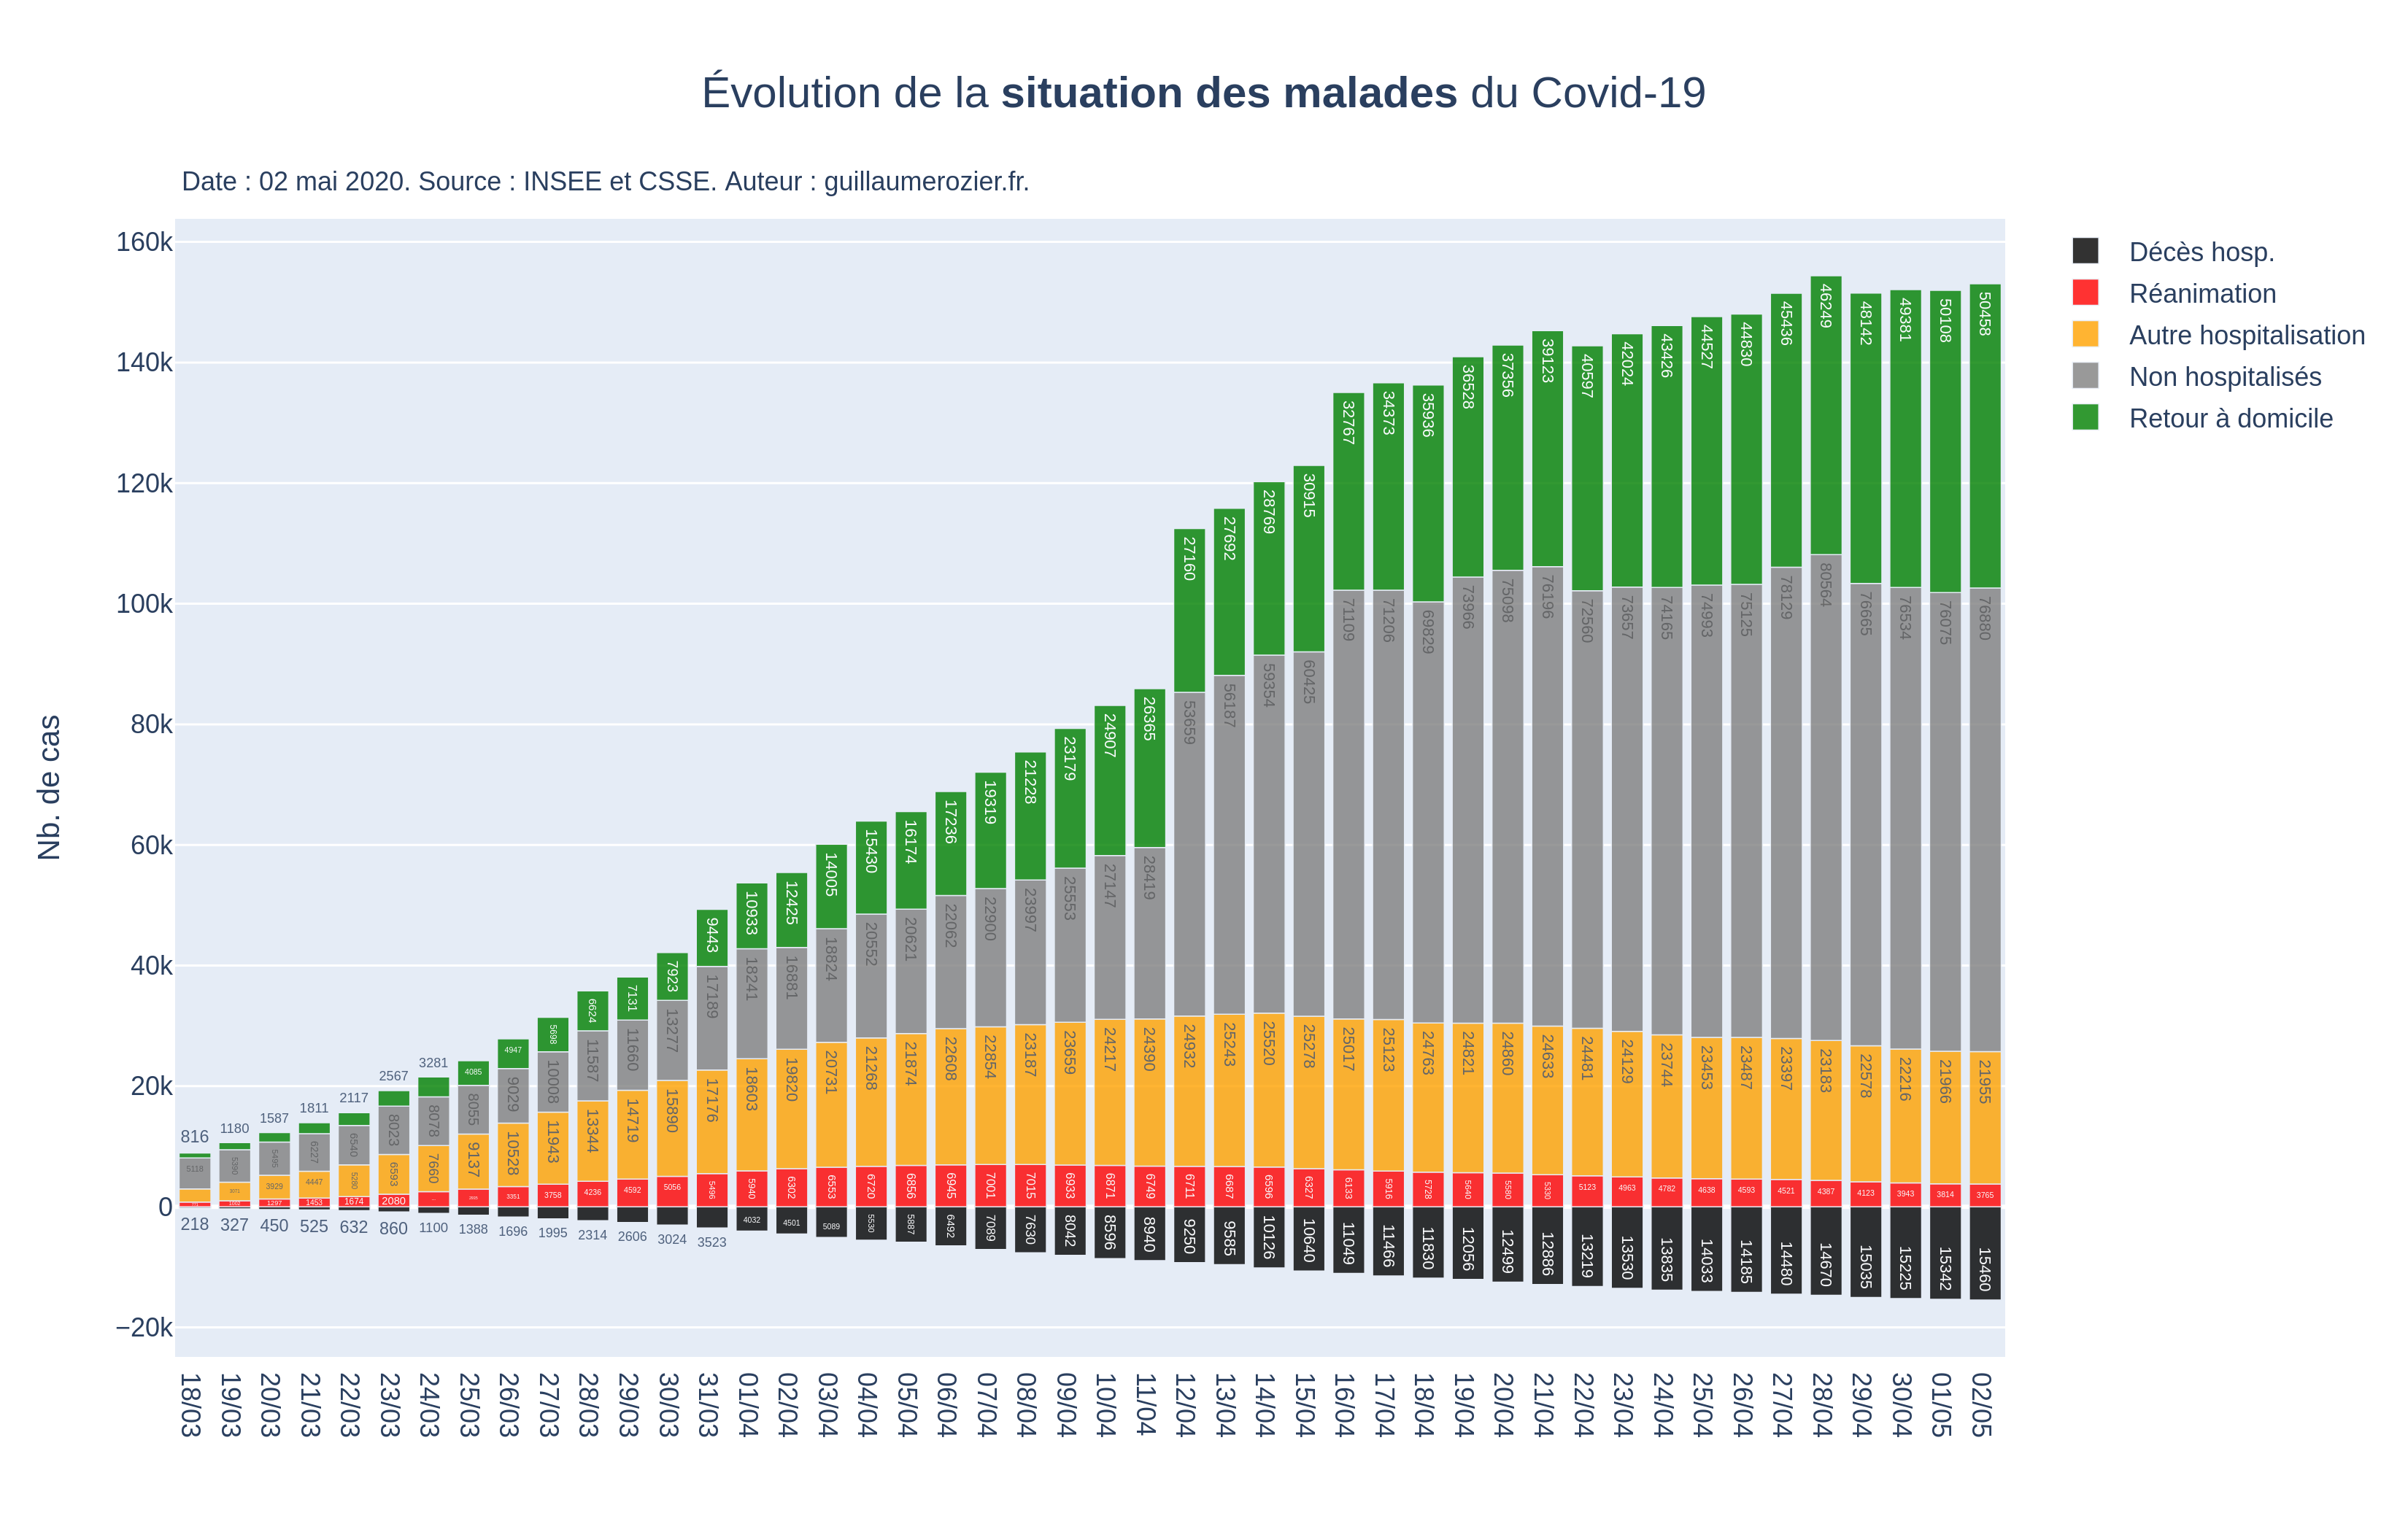 Évolution de la situation des malades du Covid-19
Date : 02 mai 2020. Source : INSEE et CSSE. Auteur : guillaumerozier.fr.
Décès hosp.
Réanimation
Autre hospitalisation
Non hospitalisés
Retour à domicile
Nb. de cas
160k
140k
120k
100k
80k
60k
40k
20k
0
−20k
816 1180 1587 1811 2117 2567 3281 4085 4947 5698 6624 7131 7923 9443 10933 12425 14005 15430 16174 17236 19319 21228 23179 24907 26365 27160 27692 28769 30915 32767 34373 35936 36528 37356 39123 40597 42024 43426 44527 44830 45436 46249 48142 49381 50108 50458
5118 5390 5495 6227 6540 8023 8078 8055 9029 10008 11587 11660 13277 17189 18241 16881 18824 20552 20621 22062 22900 23997 25553 27147 28419 53659 56187 59354 60425 71109 71206 69829 73966 75098 76196 72560 73657 74165 74993 75125 78129 80564 76665 76534 76075 76880
3929 4447 5280 6593 7660 9137 10528 11943 13344 14719 15890 17176 18603 19820 20731 21268 21874 22608 22854 23187 23659 24217 24390 24932 25243 25520 25278 25017 25123 24763 24821 24860 24633 24481 24129 23744 23453 23487 23397 23183 22578 22216 21966 21955
1297 1453 1674 2080 3351 3758 4236 4592 5056 5496 5940 6302 6553 6720 6856 6945 7001 7015 6933 6871 6749 6711 6687 6596 6327 6133 5916 5728 5640 5580 5330 5123 4963 4782 4638 4593 4521 4387 4123 3943 3814 3765
218 327 450 525 632 860 1100 1388 1696 1995 2314 2606 3024 3523 4032 4501 5089 5530 5887 6492 7089 7630 8042 8596 8940 9250 9585 10126 10640 11049 11466 11830 12056 12499 12886 13219 13530 13835 14033 14185 14480 14670 15035 15225 15342 15460
18/03 19/03 20/03 21/03 22/03 23/03 24/03 25/03 26/03 27/03 28/03 29/03 30/03 31/03 01/04 02/04 03/04 04/04 05/04 06/04 07/04 08/04 09/04 10/04 11/04 12/04 13/04 14/04 15/04 16/04 17/04 18/04 19/04 20/04 21/04 22/04 23/04 24/04 25/04 26/04 27/04 28/04 29/04 30/04 01/05 02/05